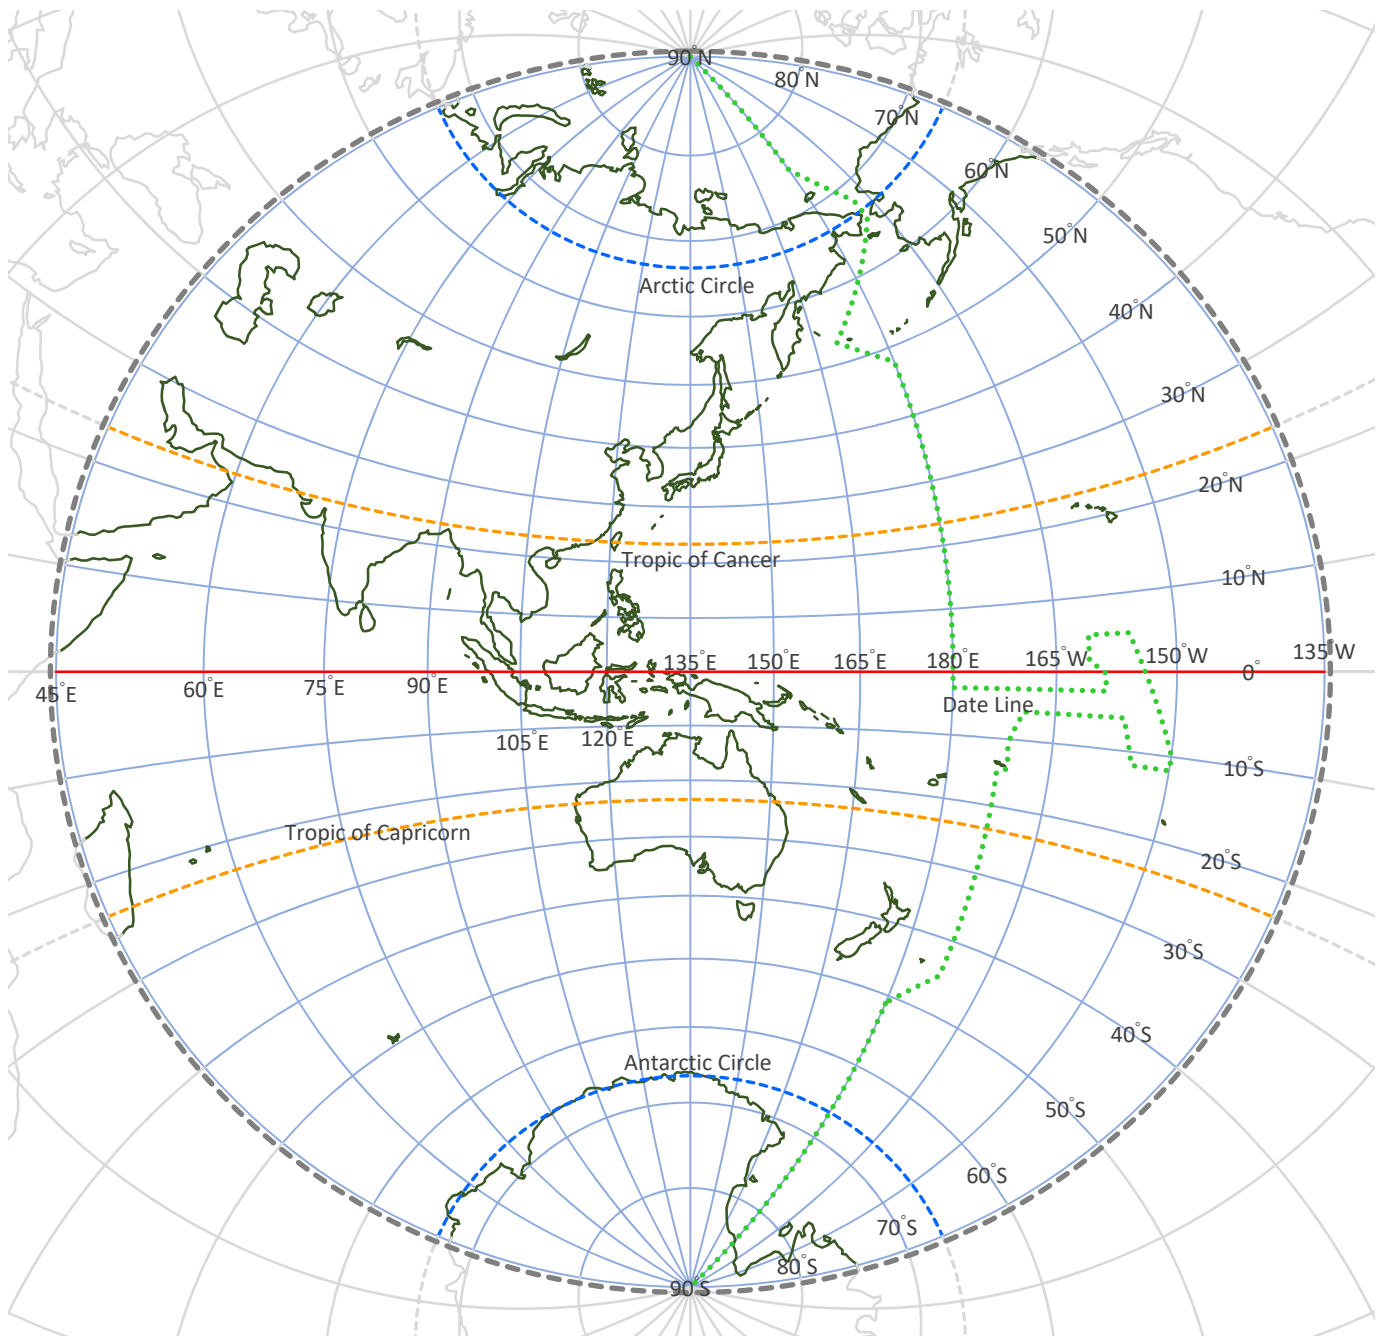 90°N
80°N
70°N
60°N
50°N
Arctic Circle
40°N
30°N
20°N
Tropic of Cancer
10°N
135°E
150°E
165°E
180°E
165°W
150°W
135°W
0°
45°E
60°E
75°E
90°E
Date Line
105°E
120°E
10°S
Tropic of Capricorn
20°S
30°S
40°S
Antarctic Circle
50°S
60°S
70°S
80°S
90°S